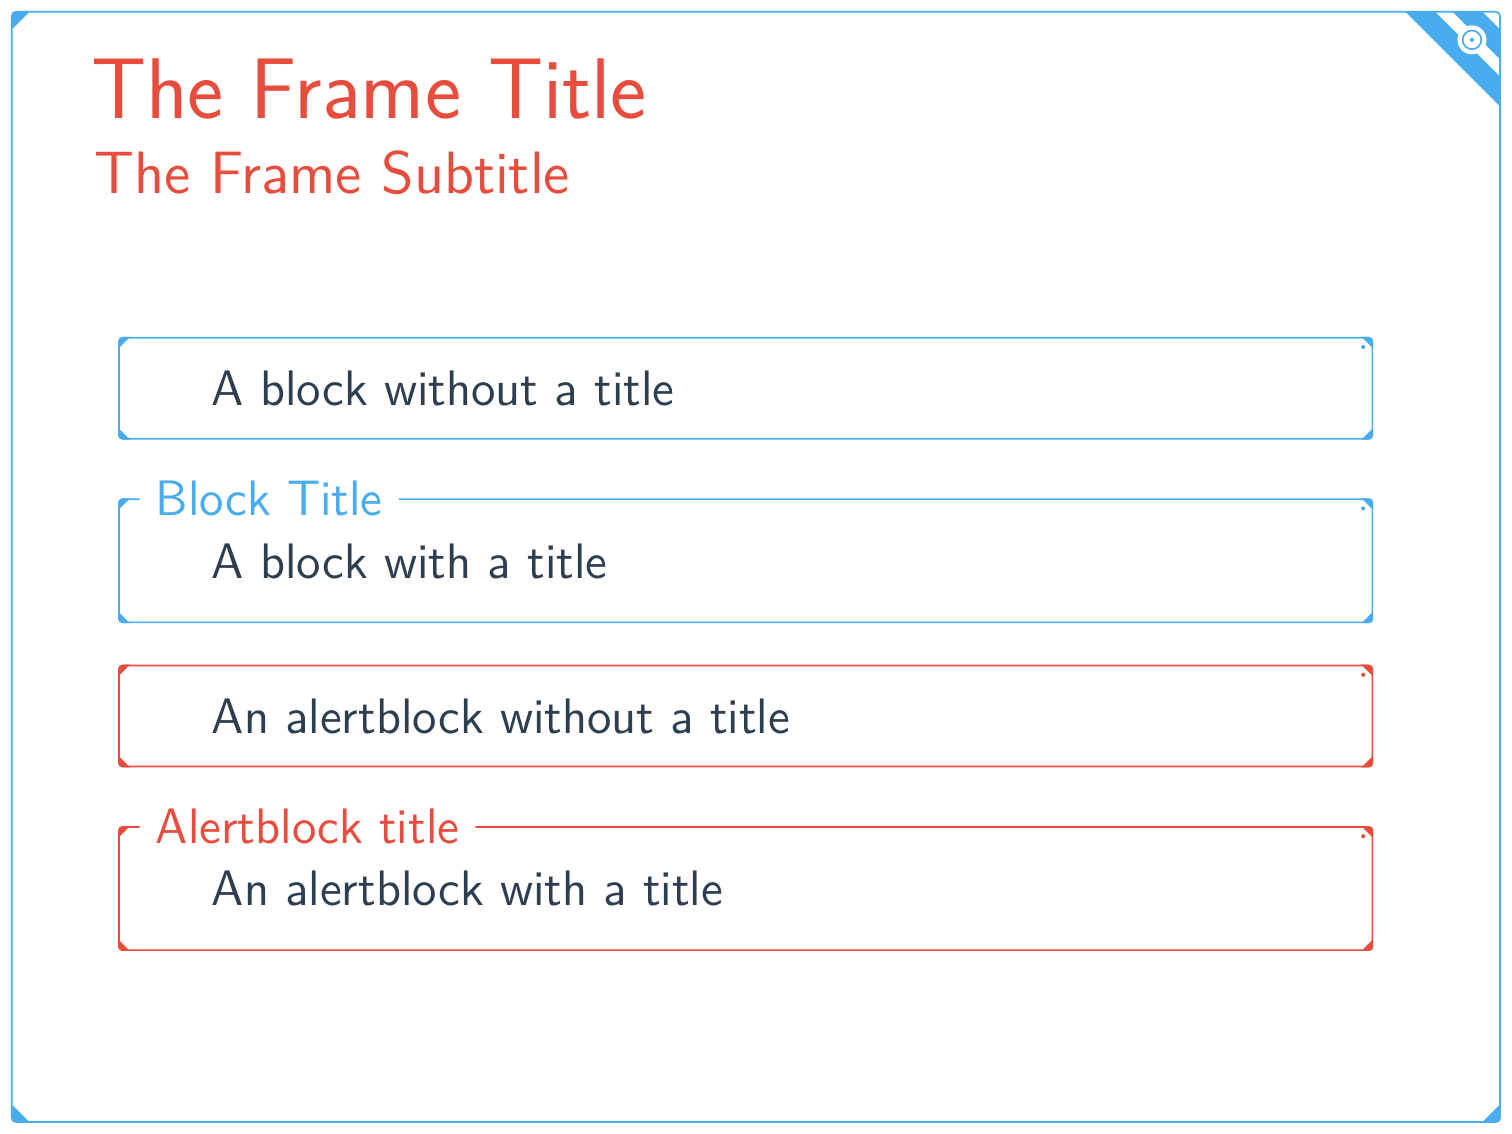 The Frame Title
The Frame Subtitle
A block without a title
Block Title
A block with a title
An alertblock without a title
Alertblock title
An alertblock with a title